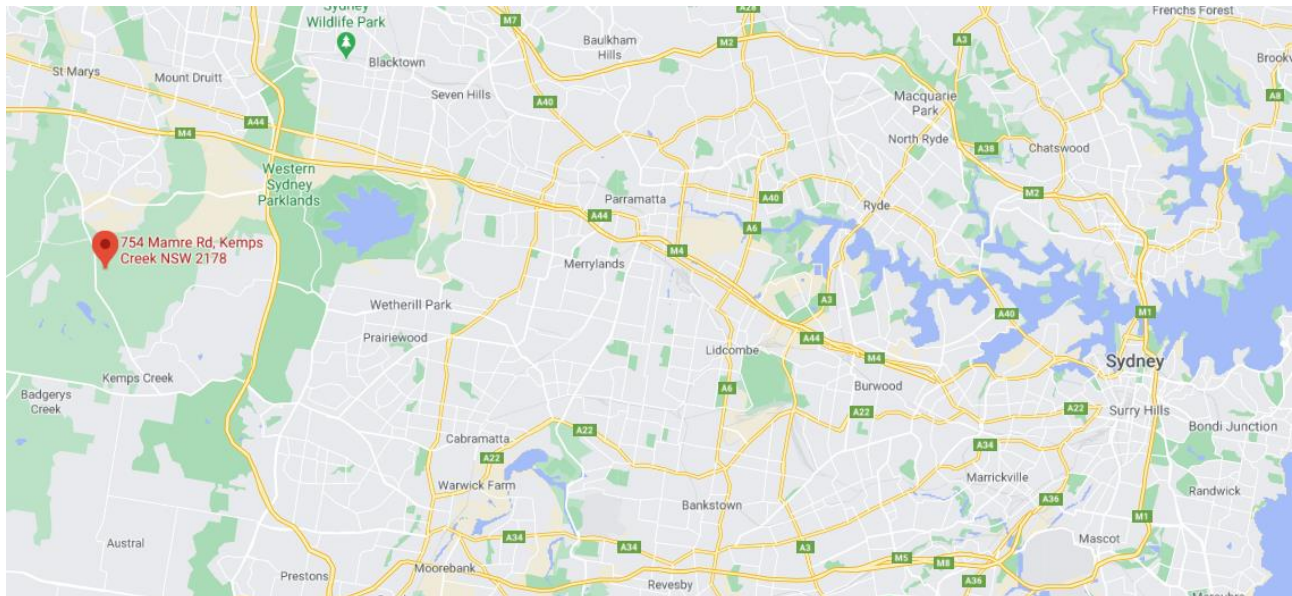 Sydney
Wildlife Park
Frenchs Forest
A28
M7
Baulkham
Hills
M2
A3
Blacktown
St Marys
Mount Druitt
Seven Hills
A40
Macquarie
Park
A8
A44
M4
North Ryde
A38
Chatswood
Western
Sydney
Parklands
M2
Parramatta
A40
Ryde
A44
A6
754 Mamre Rd, Kemps
Creek NSW 2178
M4
Merrylands
Wetherill Park
A3
A40
M1
Prairiewood
A44
Lidcombe
M4
Sydney
Kemps Creek
Badgerys
Creek
A6
Burwood
A22
A22
Surry Hills
Bondi Junction
A22
Cabramatta
A22
A34
Marrickville
Warwick Farm
Bankstown
A36
Randwick
M1
Austral
A34
A34
A3
Mascot
Prestons
Moorebank
Revesby
M5
M8
A36